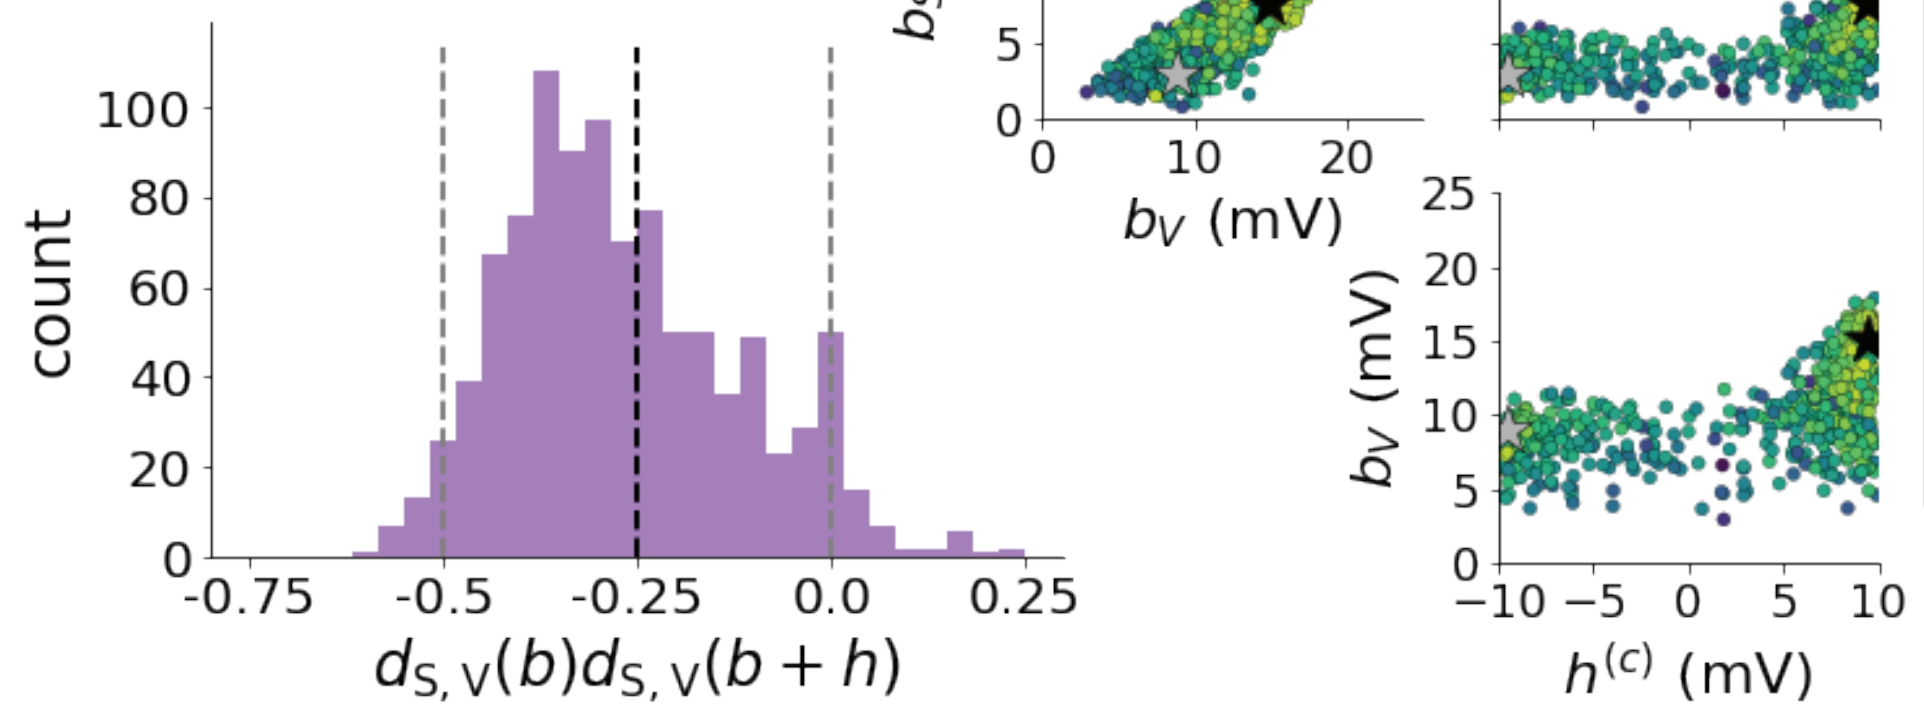 count
100
80
60
40
20
0
-0.75 -0.5 -0.25 0.0 0.25
d_{S, V}(b)d_{S, V}(b + h)
5
0
0 10 20
b_V (mV)
b_V (mV)
25
20
15
10
5
0
−10 −5 0 5 10
h^{(c)} (mV)